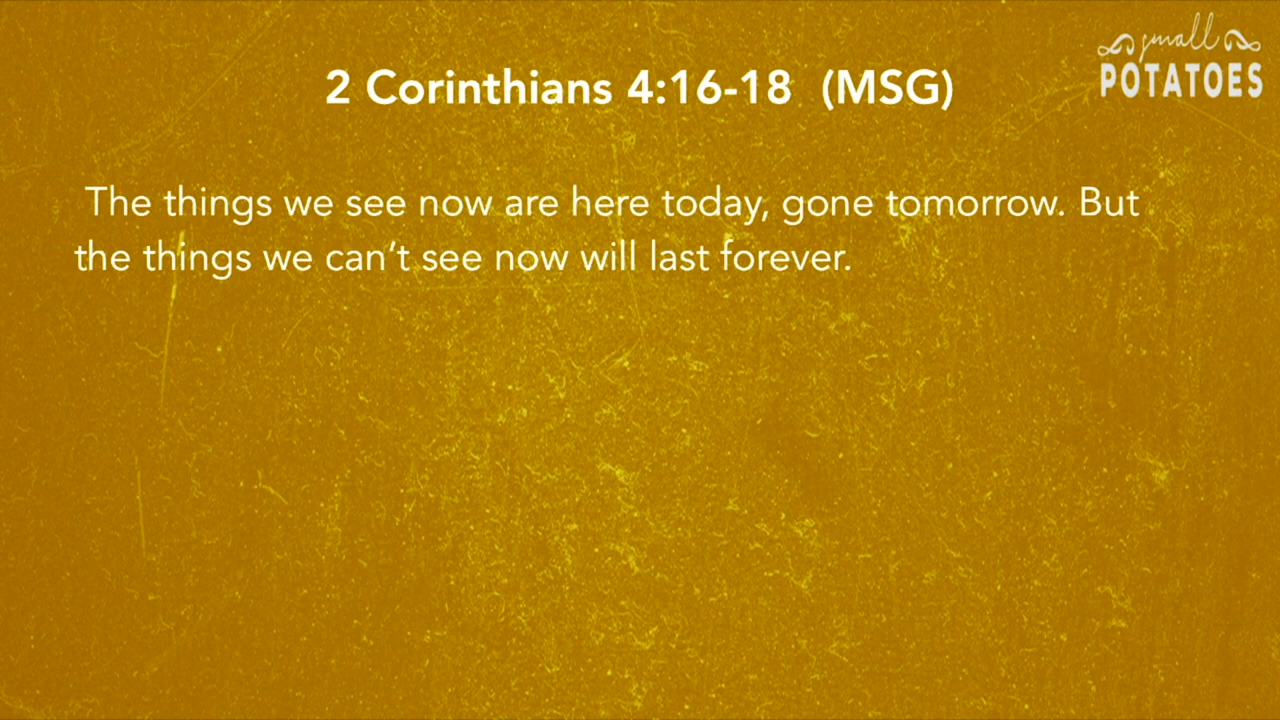 small
POTATOES
2 Corinthians 4:16-18 (MSG)
The things we see now are here today, gone tomorrow. But
the things we can’t see now will last forever.